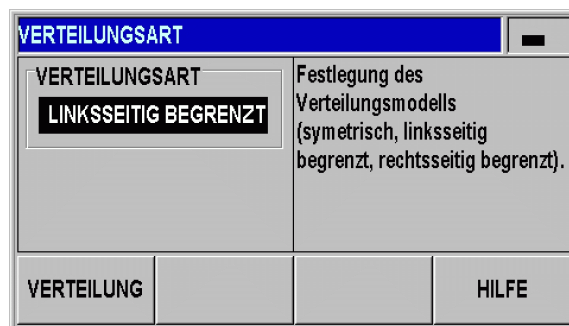 VERTEILUNGSART
VERTEILUNGSART
LINKSSEITIG BEGRENZT
Festlegung des
Verteilungsmodells
(symetrisch, linksseitig
begrenzt, rechtsseitig begrenzt).
VERTEILUNG
HILFE